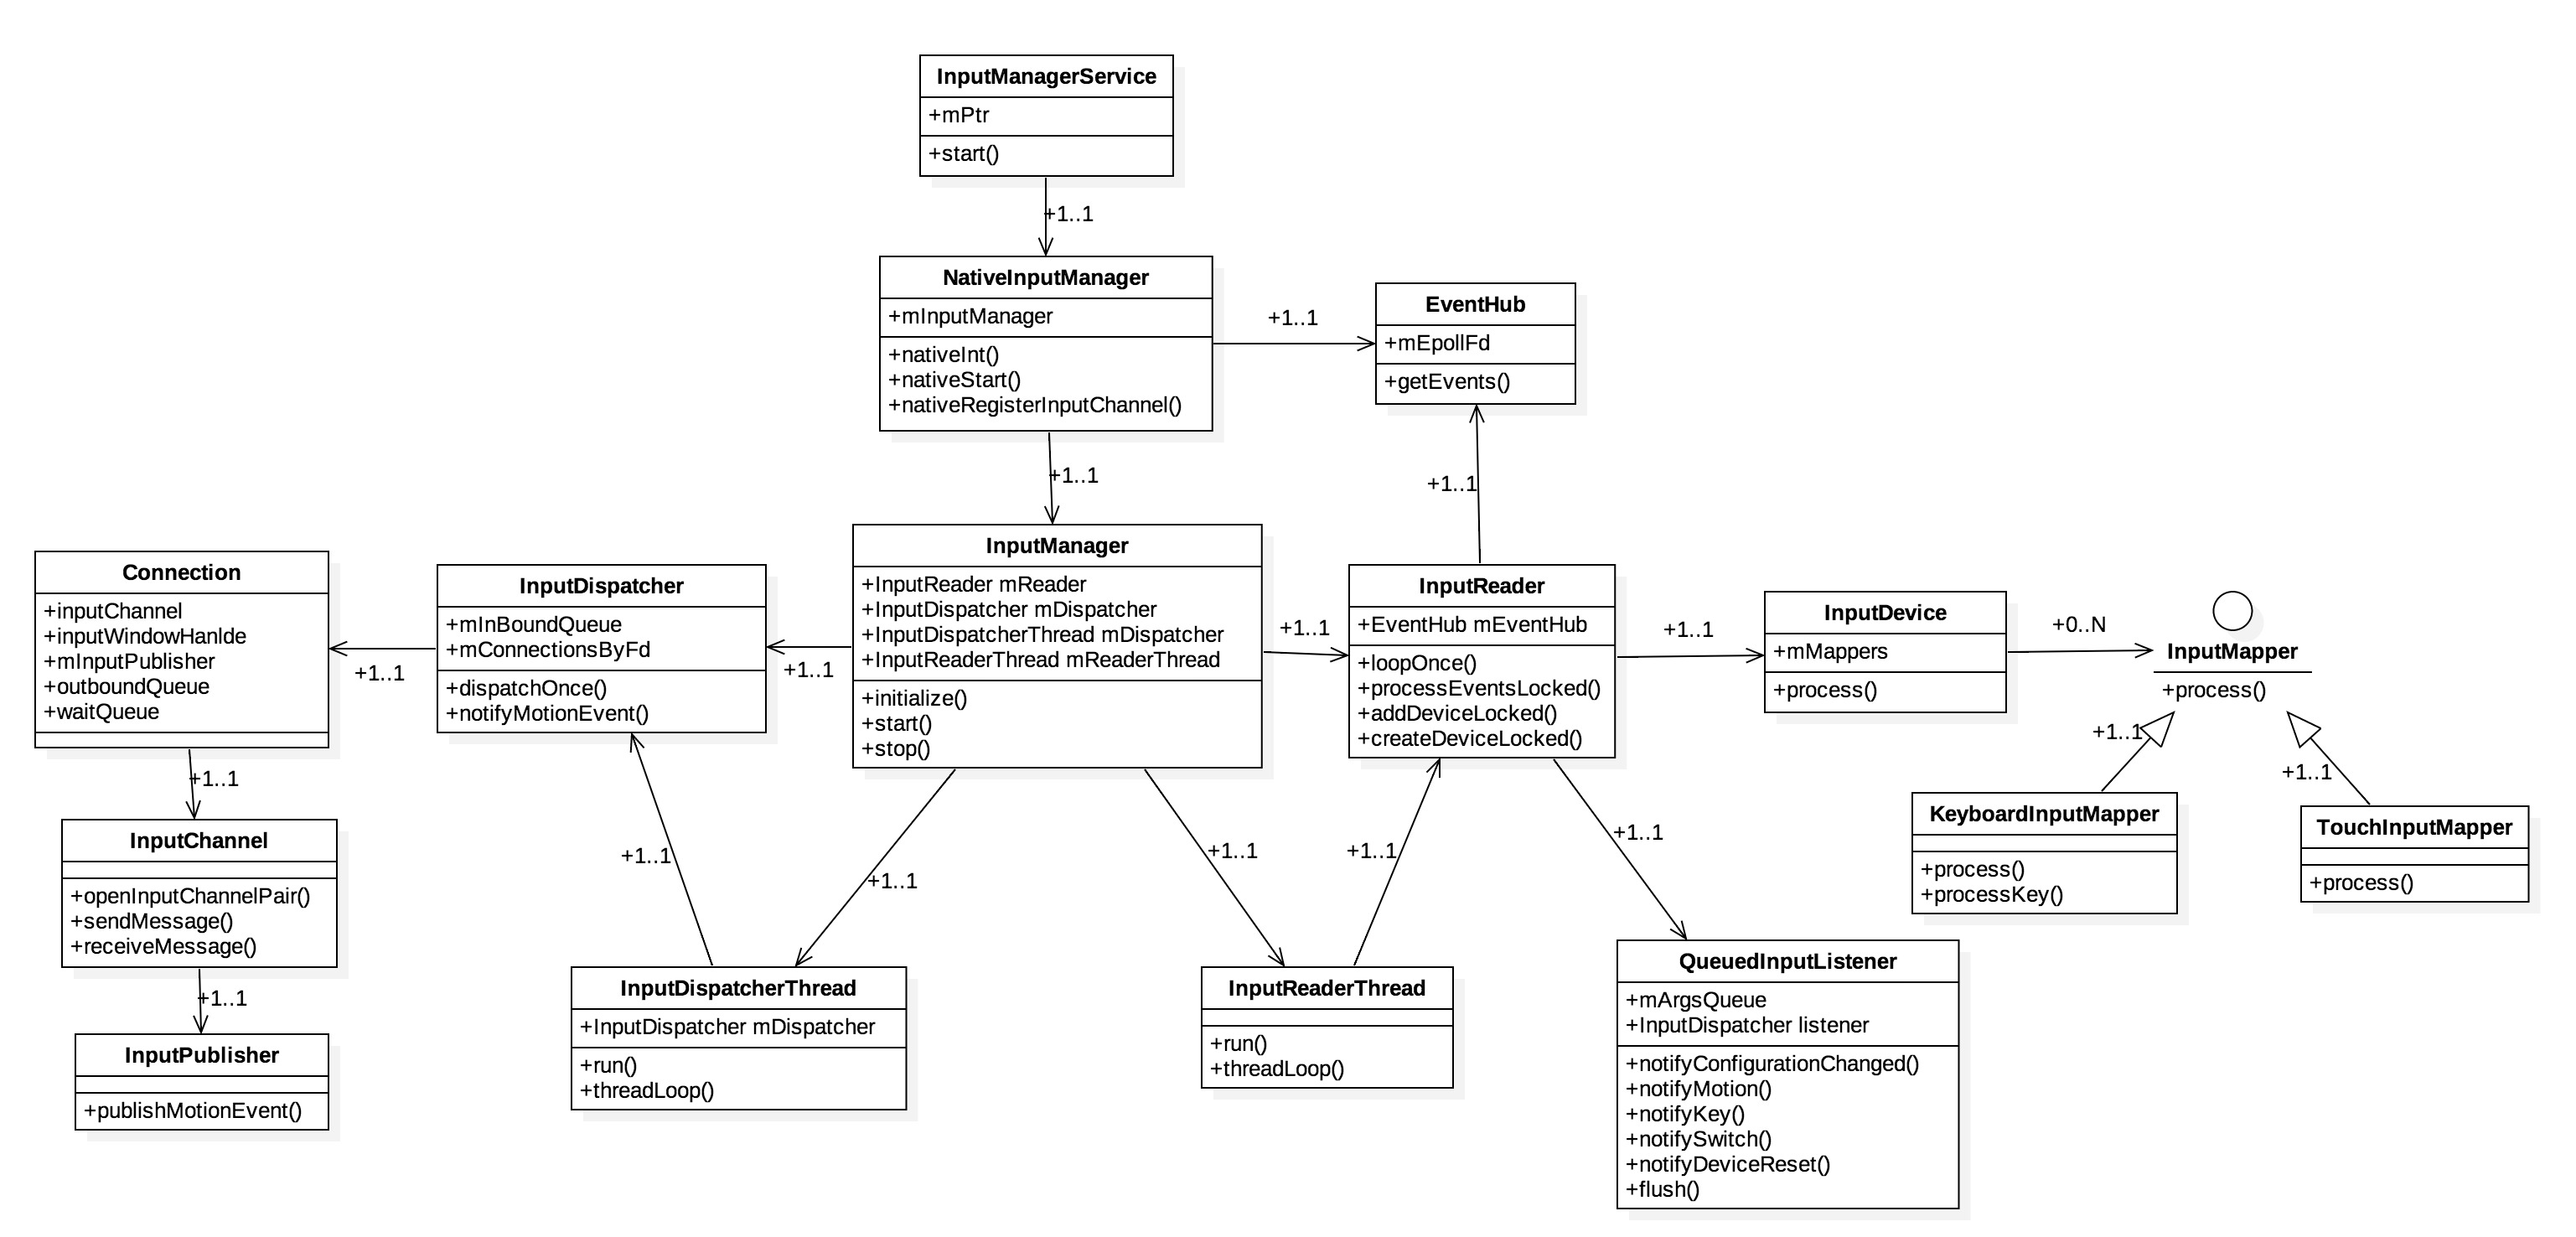 InputManagerService
+mPtr
+start()
+1..1
NativeInputManager
+mInputManager
+nativeInt()
+nativeStart()
+nativeRegisterInputChannel()
+1..1
EventHub
+mEpollFd
+getEvents()
+1..1
+1..1
Connection
+inputChannel
+inputWindowHanlde
+mInputPublisher
+outboundQueue
+waitQueue
+1..1
InputDispatcher
+mInBoundQueue
+mConnectionsByFd
+dispatchOnce()
+notifyMotionEvent()
+1..1
InputManager
+InputReader mReader
+InputDispatcher mDispatcher
+InputDispatcherThread mDispatcher
+InputReaderThread mReaderThread
+initialize()
+start()
+stop()
+1..1
InputReader
+EventHub mEventHub
+loopOnce()
+processEventsLocked()
+addDeviceLocked()
+createDeviceLocked()
+1..1
InputDevice
+mMappers
+process()
+0..N
InputMapper
+process()
+1..1
+1..1
+1..1
InputChannel
+openInputChannelPair()
+sendMessage()
+receiveMessage()
+1..1
+1..1
+1..1
+1..1
+1..1
KeyboardInputMapper
+process()
+processKey()
TouchInputMapper
+process()
+1..1
InputPublisher
+publishMotionEvent()
InputDispatcherThread
+InputDispatcher mDispatcher
+run()
+threadLoop()
InputReaderThread
+run()
+threadLoop()
QueuedInputListener
+mArgsQueue
+InputDispatcher listener
+notifyConfigurationChanged()
+notifyMotion()
+notifyKey()
+notifySwitch()
+notifyDeviceReset()
+flush()